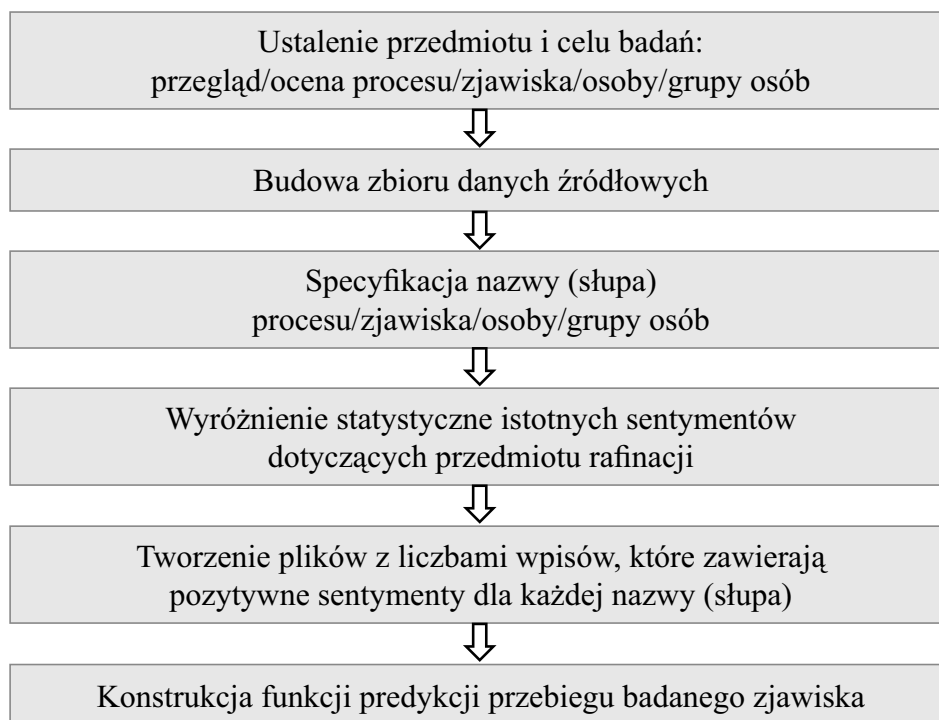 Ustalenie przedmiotu i celu badań:
przegląd/ocena procesu/zjawiska/osoby/grupy osób
Budowa zbioru danych źródłowych
Specyfikacja nazwy (słupa)
procesu/zjawiska/osoby/grupy osób
Wyróżnienie statystyczne istotnych sentymentów
dotyczących przedmiotu rafinacji
Tworzenie plików z liczbami wpisów, które zawierają
pozytywne sentymenty dla każdej nazwy (słupa)
Konstrukcja funkcji predykcji przebiegu badanego zjawiska